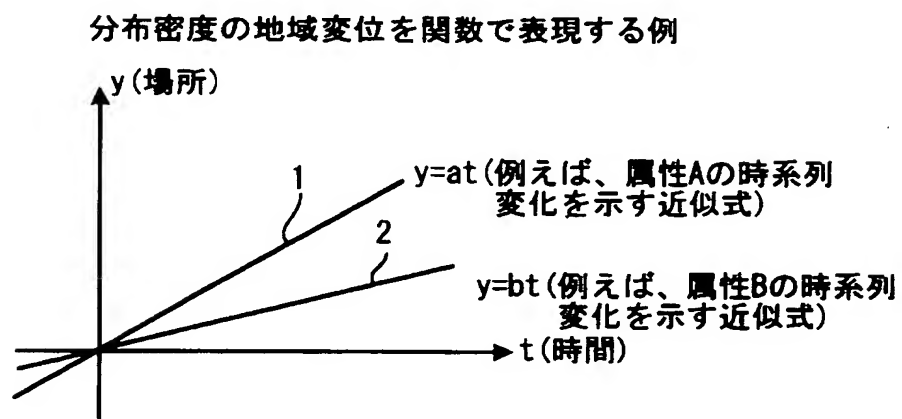 分布密度の地域変位を関数で表現する例
y(場所)
1
y=at(例えば、属性Aの時系列
変化を示す近似式)
2
y=bt(例えば、属性Bの時系列
変化を示す近似式)
t(時間)